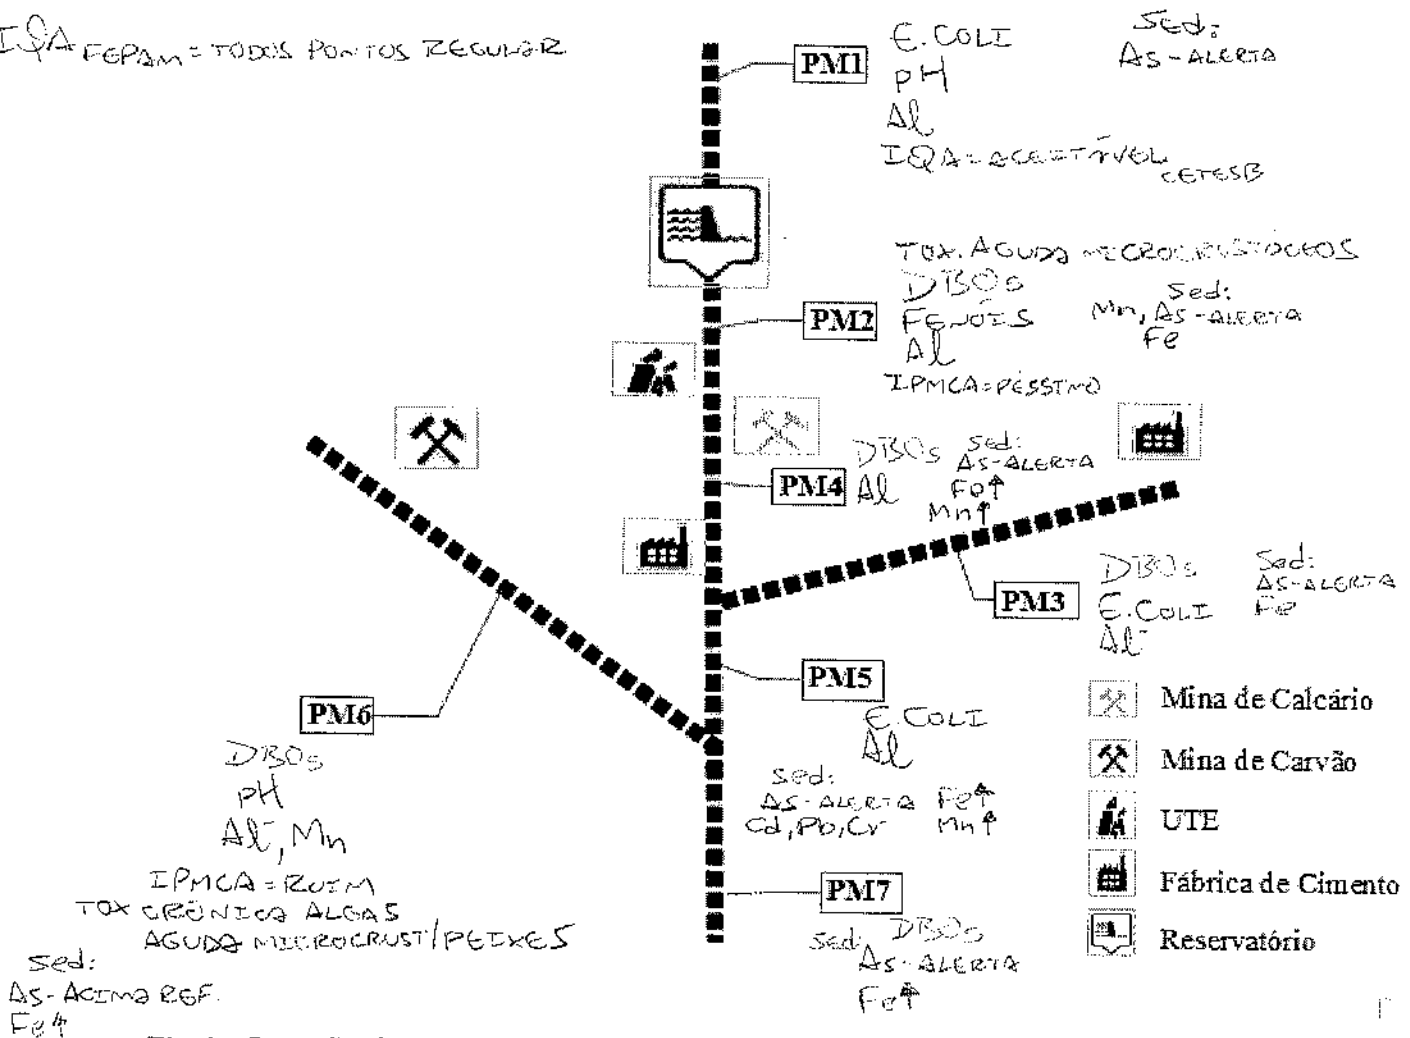 IQA FEPAM = TODOS PONTOS REGULAR
PM1
E. COLI
pH
Al
IQA = ACEITÁVEL CETESB
Sed:
AS - ALERTA
TOX. AGUDA MICROCRUSTÁCEOS
PM2
DBO5
FENÓIS
Al
IPMCA = PÉSSIMO
Sed:
Mn, AS - ALERTA
Fe
PM4
DBO5
Al
Sed:
AS - ALERTA
Fe↑
Mn↑
PM3
DBO5
E. COLI
Al
Sed:
AS - ALERTA
Fe
PM5
E. COLI
Al
Sed:
AS - ALERTA Fe↑
Cd, Pb, Cr Mn↑
PM6
DBO5
pH
Al, Mn
IPMCA = RUIM
TOX CRÔNICA ALGAS
AGUDA MICROCRUST/PEIXES
Sed:
AS - ACIMA REF.
Fe↑
PM7
DBO5
Sed:
AS - ALERTA
Fe↑
Mina de Calcário
Mina de Carvão
UTE
Fábrica de Cimento
Reservatório